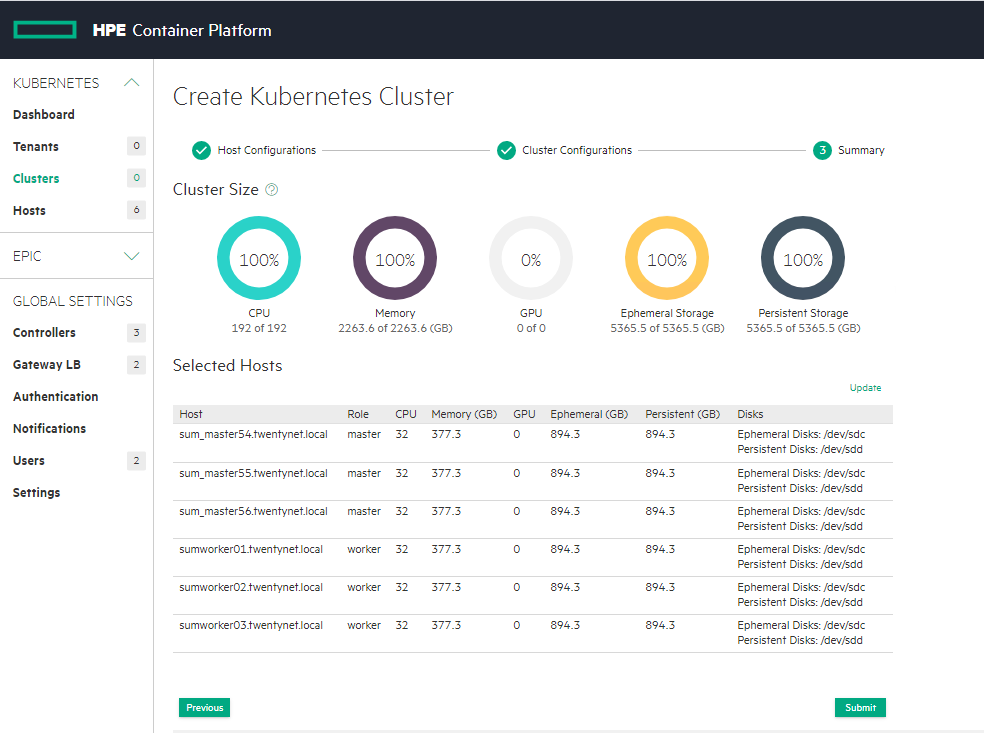 HPE Container Platform
KUBERNETES
Dashboard
Tenants 0
Clusters 0
Hosts 6
EPIC
GLOBAL SETTINGS
Controllers 3
Gateway LB 2
Authentication
Notifications
Users 2
Settings
Create Kubernetes Cluster
Host Configurations Cluster Configurations 3 Summary
Cluster Size ?
100% 100% 0% 100% 100%
CPU Memory GPU Ephemeral Storage Persistent Storage
192 of 192 2263.6 of 2263.6 (GB) 0 of 0 5365.5 of 5365.5 (GB) 5365.5 of 5365.5 (GB)
Selected Hosts
Update
Host Role CPU Memory (GB) GPU Ephemeral (GB) Persistent (GB) Disks
sum_master54.twentynet.local master 32 377.3 0 894.3 894.3 Ephemeral Disks: /dev/sdc
Persistent Disks: /dev/sdd
sum_master55.twentynet.local master 32 377.3 0 894.3 894.3 Ephemeral Disks: /dev/sdc
Persistent Disks: /dev/sdd
sum_master56.twentynet.local master 32 377.3 0 894.3 894.3 Ephemeral Disks: /dev/sdc
Persistent Disks: /dev/sdd
sumworker01.twentynet.local worker 32 377.3 0 894.3 894.3 Ephemeral Disks: /dev/sdc
Persistent Disks: /dev/sdd
sumworker02.twentynet.local worker 32 377.3 0 894.3 894.3 Ephemeral Disks: /dev/sdc
Persistent Disks: /dev/sdd
sumworker03.twentynet.local worker 32 377.3 0 894.3 894.3 Ephemeral Disks: /dev/sdc
Persistent Disks: /dev/sdd
Previous Submit